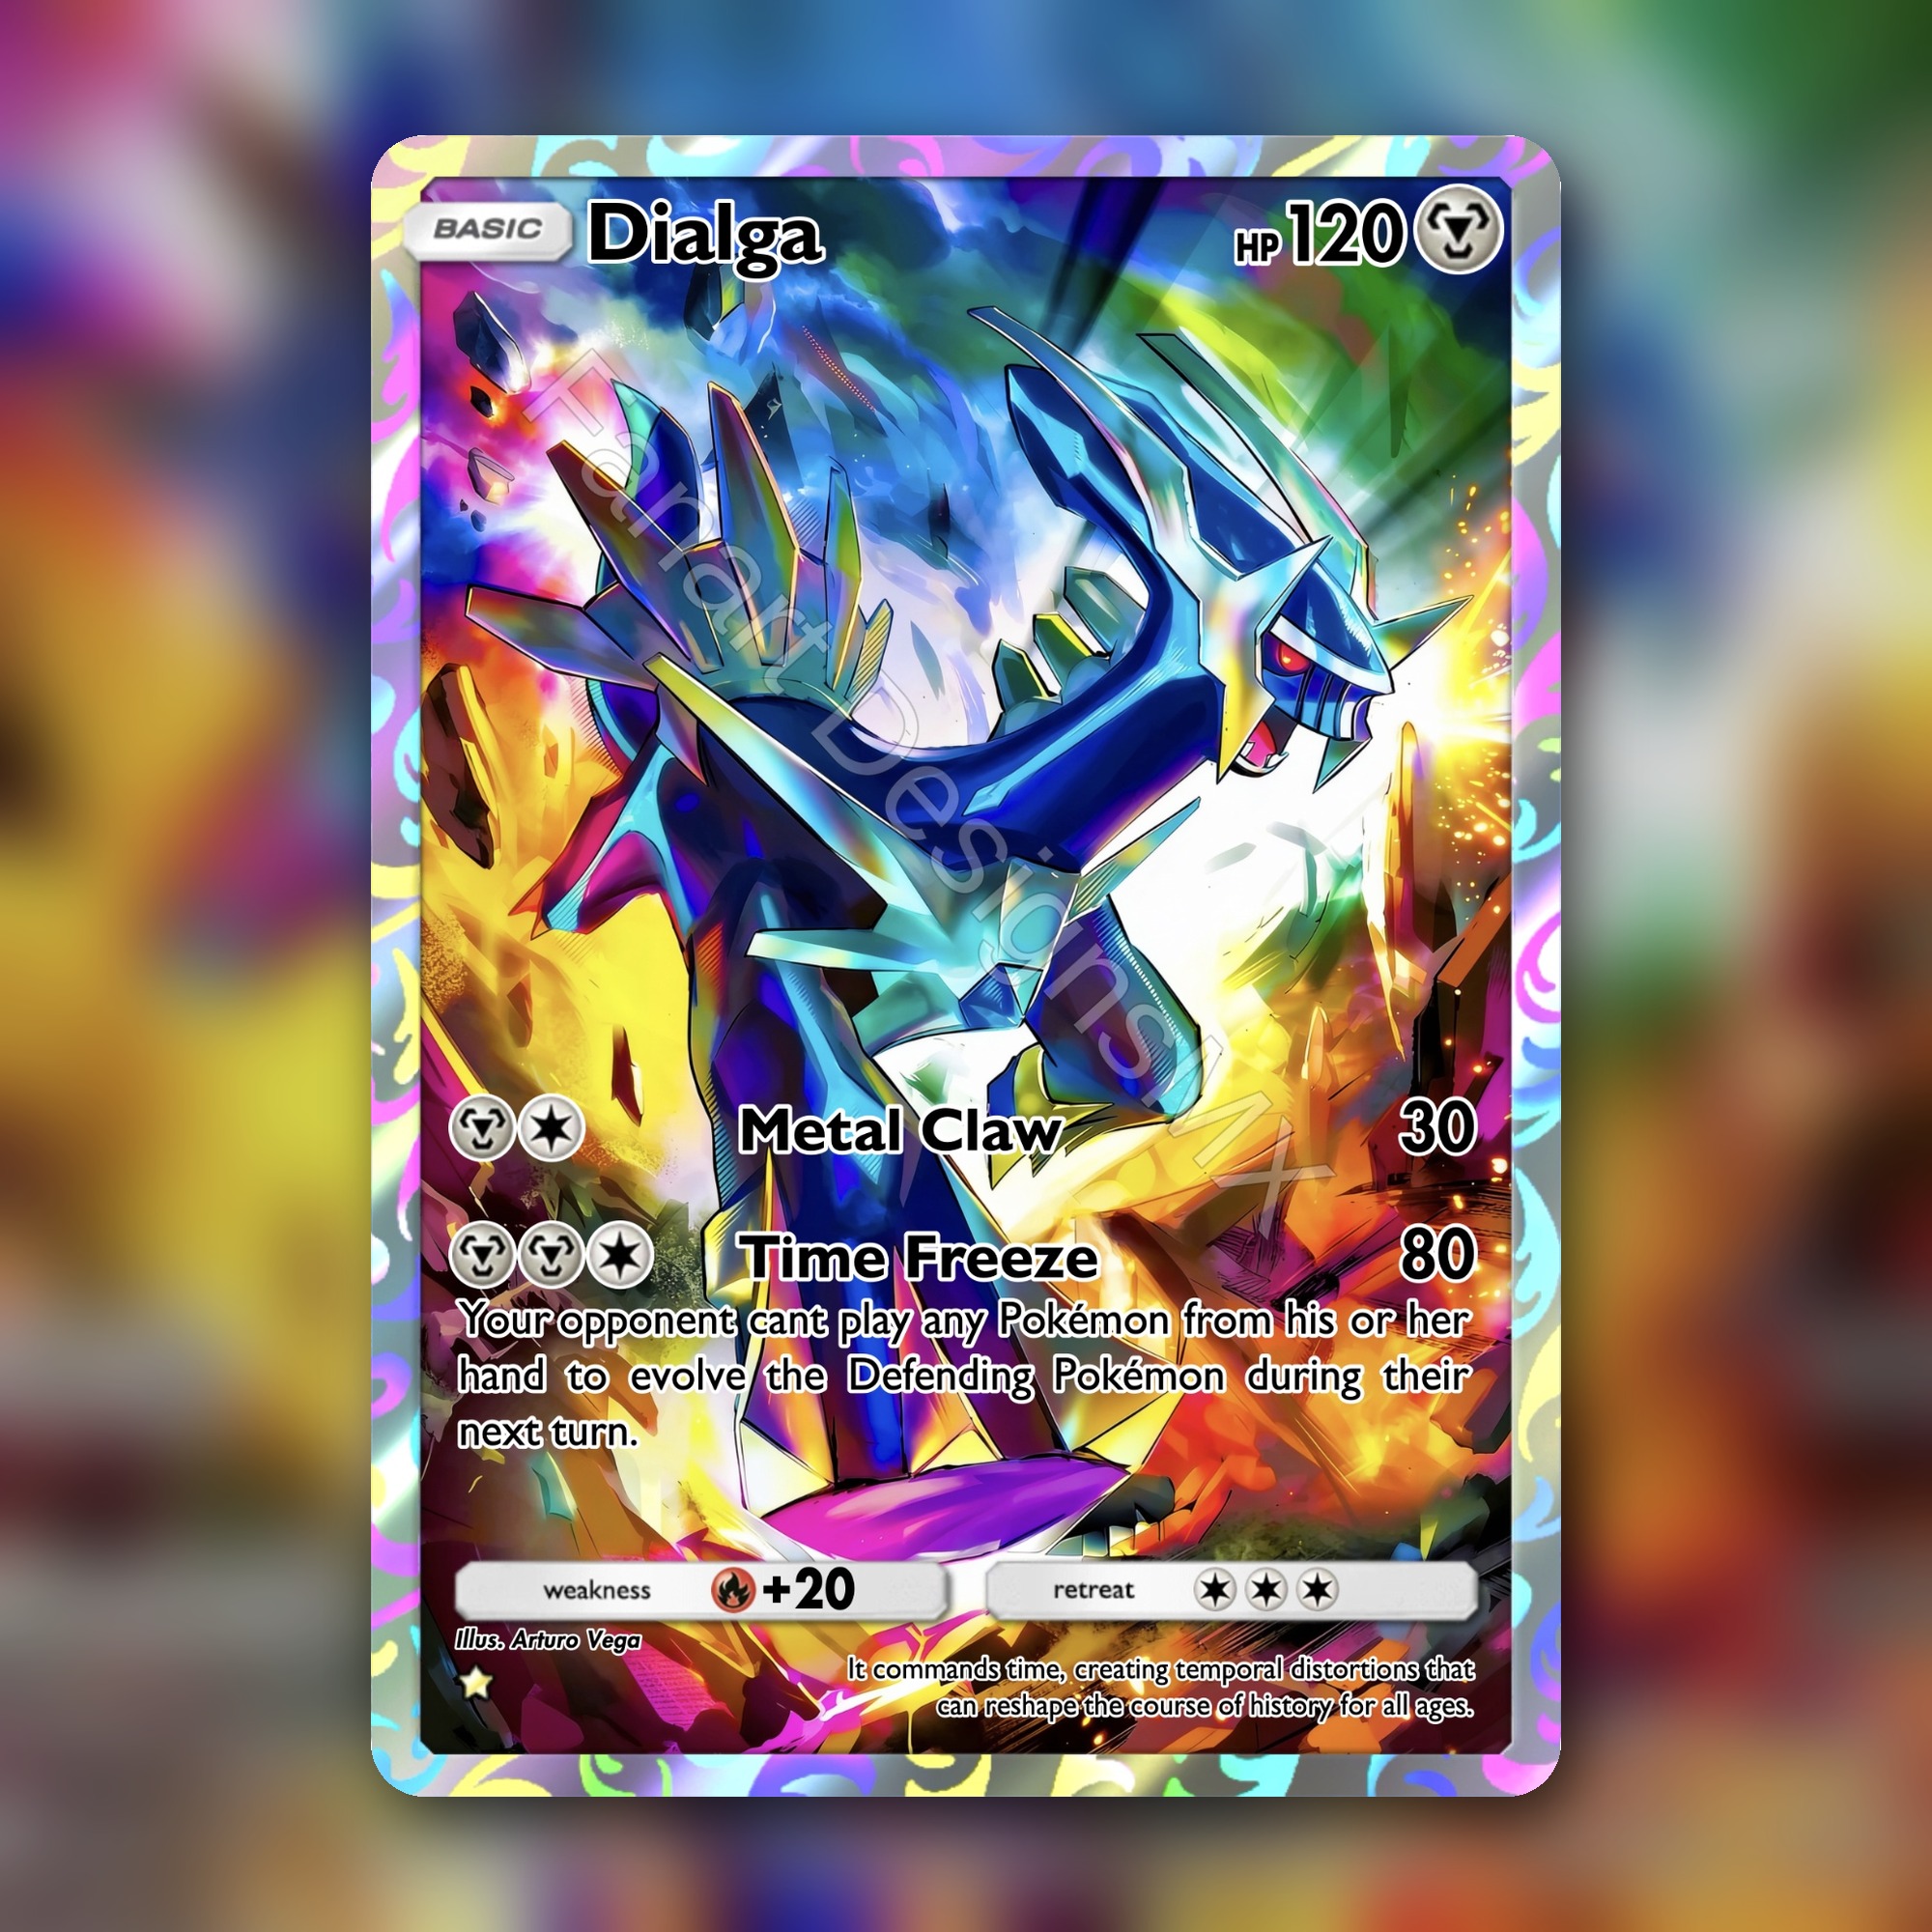 BASIC Dialga HP 120
FanartDesignsMx
Metal Claw 30
Time Freeze 80
Your opponent cant play any Pokémon from his or her
hand to evolve the Defending Pokémon during their
next turn.
weakness +20 retreat
Illus. Arturo Vega
It commands time, creating temporal distortions that
can reshape the course of history for all ages.